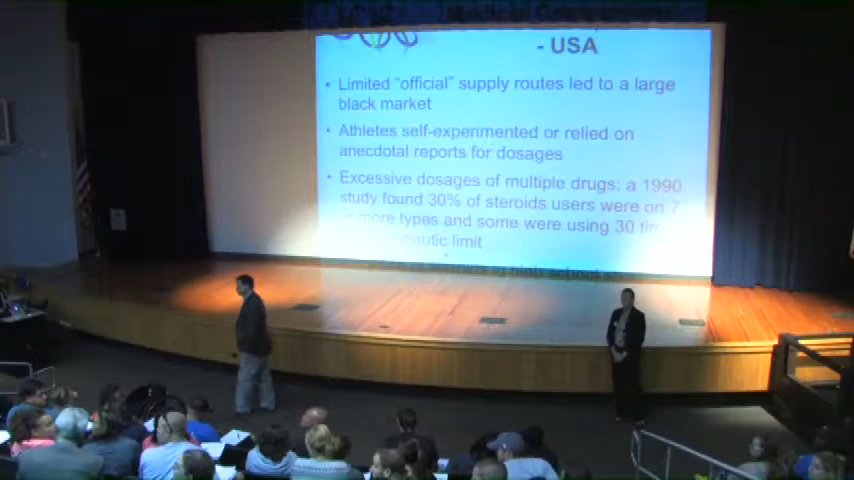 - USA
• Limited “official” supply routes led to a large
black market
• Athletes self-experimented or relied on
anecdotal reports for dosages
• Excessive dosages of multiple drugs: a 1990
study found 30% of steroids users were on 7
more types and some were using 30
limit